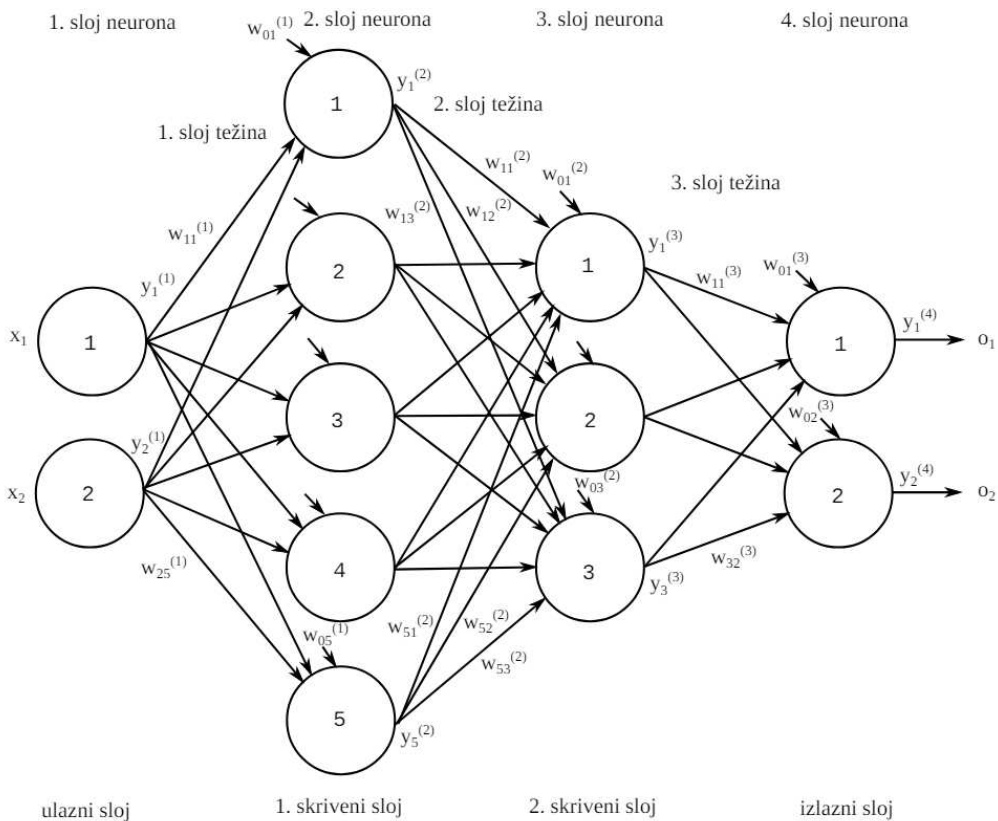 1. sloj neurona
2. sloj neurona
3. sloj neurona
4. sloj neurona
w₀₁⁽¹⁾
y₁⁽²⁾
1
2. sloj težina
1. sloj težina
w₁₁⁽²⁾
w₀₁⁽²⁾
3. sloj težina
w₁₃⁽²⁾
w₁₂⁽²⁾
w₁₁⁽¹⁾
y₁⁽³⁾
2
1
w₁₁⁽³⁾
w₀₁⁽³⁾
y₁⁽¹⁾
x₁
1
y₁⁽⁴⁾
1
o₁
3
2
w₀₂⁽³⁾
y₂⁽¹⁾
x₂
2
w₀₃⁽²⁾
y₂⁽⁴⁾
2
o₂
w₂₅⁽¹⁾
4
3
w₃₂⁽³⁾
y₃⁽³⁾
w₀₅⁽¹⁾
w₅₁⁽²⁾
w₅₂⁽²⁾
w₅₃⁽²⁾
5
y₅⁽²⁾
ulazni sloj
1. skriveni sloj
2. skriveni sloj
izlazni sloj